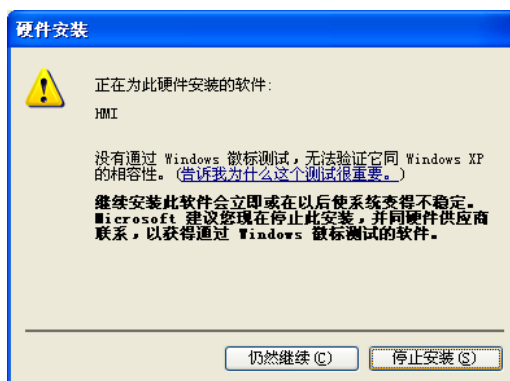 硬件安装
正在为此硬件安装的软件:
HMI
没有通过 Windows 徽标测试，无法验证它同 Windows XP
的相容性。(告诉我为什么这个测试很重要。)
继续安装此软件会立即或在以后使系统变得不稳定。
Microsoft 建议您现在停止此安装，并同硬件供应商
联系，以获得通过 Windows 徽标测试的软件。
仍然继续(C)
停止安装(S)